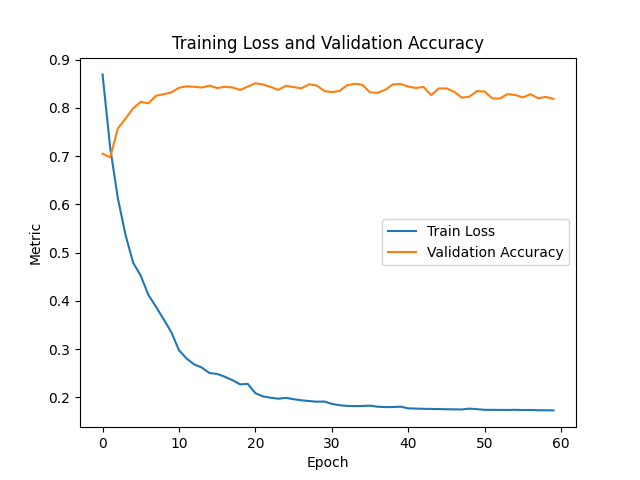 Training Loss and Validation Accuracy
0.9
0.8
0.7
0.6
0.5
0.4
0.3
0.2
Metric
Train Loss
Validation Accuracy
0 10 20 30 40 50 60
Epoch